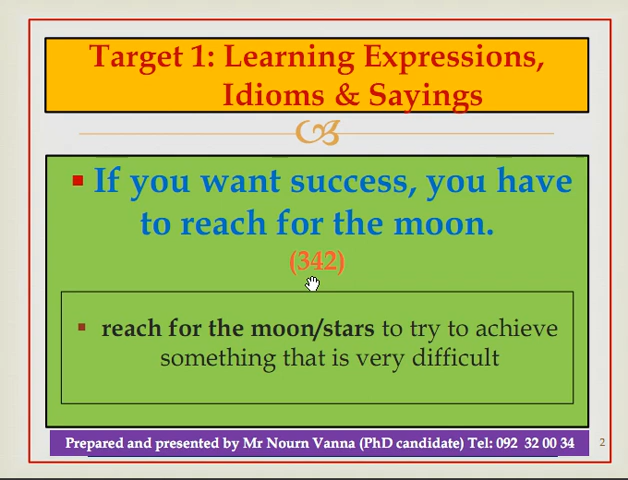 Target 1: Learning Expressions,
Idioms & Sayings
▪ If you want success, you have
to reach for the moon.
(342)
▪ reach for the moon/stars to try to achieve
something that is very difficult
Prepared and presented by Mr Nourn Vanna (PhD candidate) Tel: 092 32 00 34
2